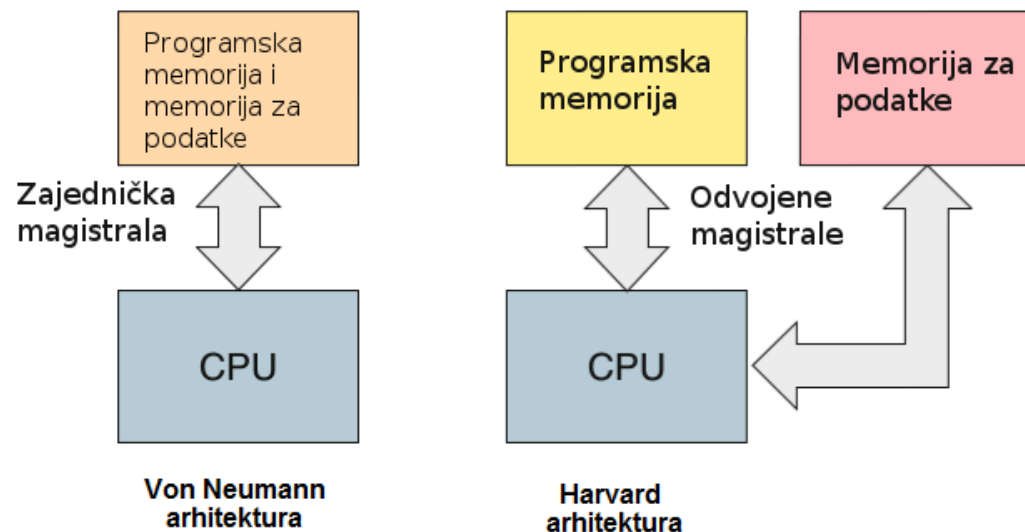 Programska
memorija i
memorija za
podatke
Zajednička
magistrala
CPU
Von Neumann
arhitektura
Programska
memorija
Memorija za
podatke
Odvojene
magistrale
CPU
Harvard
arhitektura